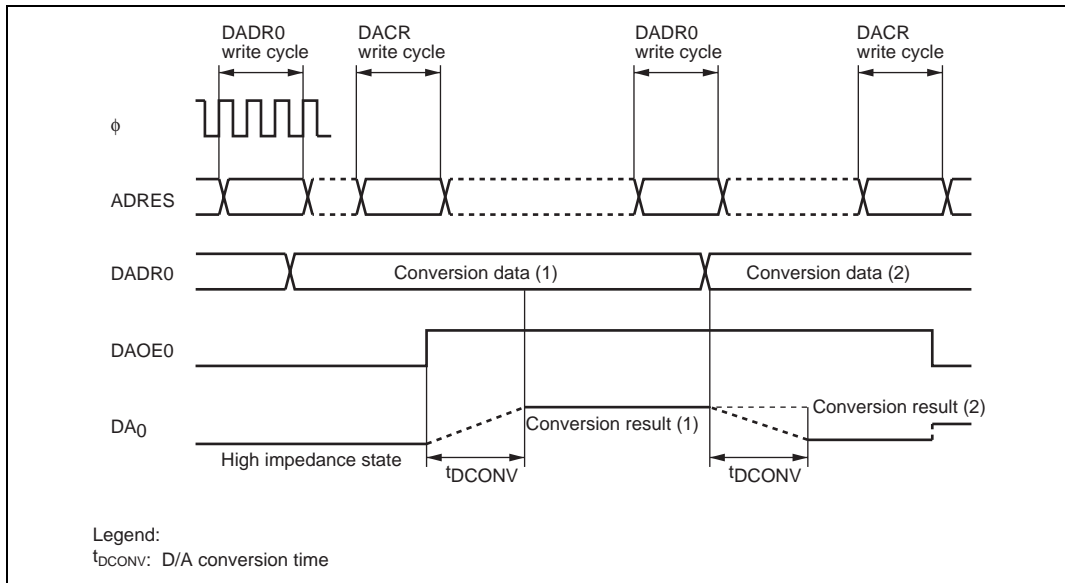 DADR0
write cycle
DACR
write cycle
DADR0
write cycle
DACR
write cycle
ϕ
ADRES
DADR0
Conversion data (1)
Conversion data (2)
DAOE0
DA0
Conversion result (1)
Conversion result (2)
High impedance state
tDCONV
tDCONV
Legend:
tDCONV: D/A conversion time